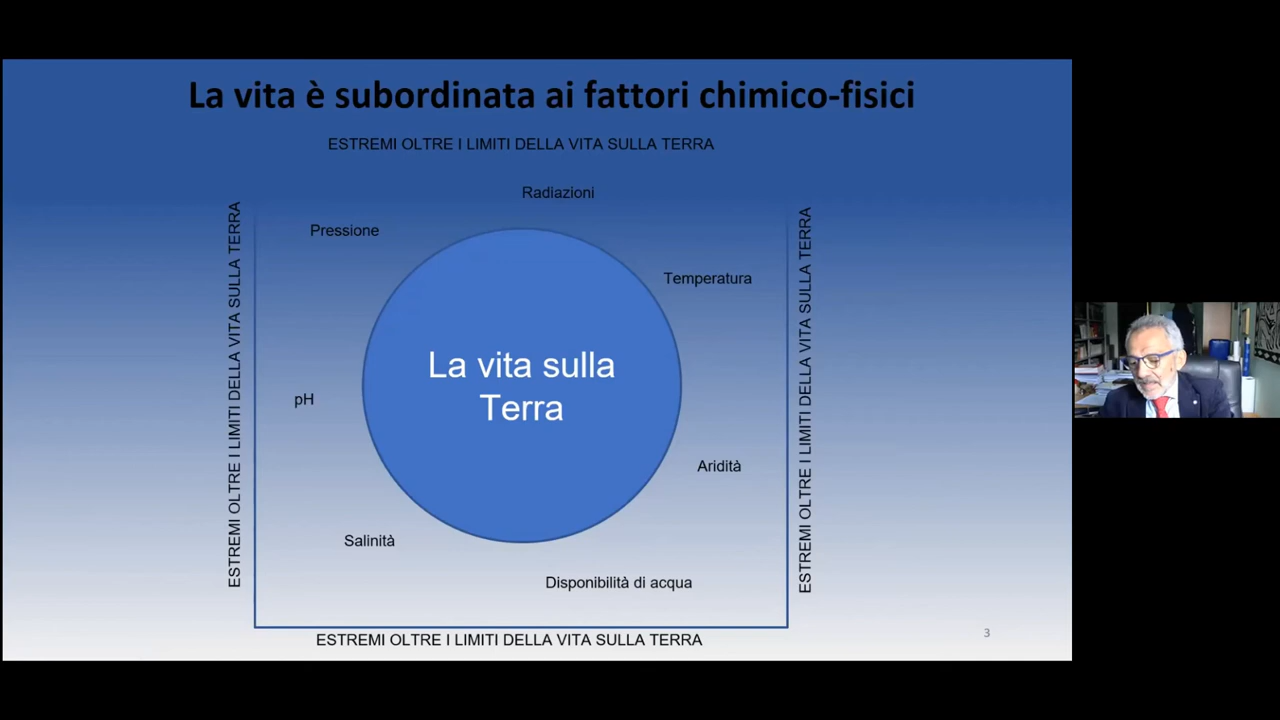 La vita è subordinata ai fattori chimico-fisici
ESTREMI OLTRE I LIMITI DELLA VITA SULLA TERRA
Radiazioni
Pressione
Temperatura
ESTREMI OLTRE I LIMITI DELLA VITA SULLA TERRA
ESTREMI OLTRE I LIMITI DELLA VITA SULLA TERRA
La vita sulla
Terra
pH
Aridità
Salinità
Disponibilità di acqua
ESTREMI OLTRE I LIMITI DELLA VITA SULLA TERRA
3